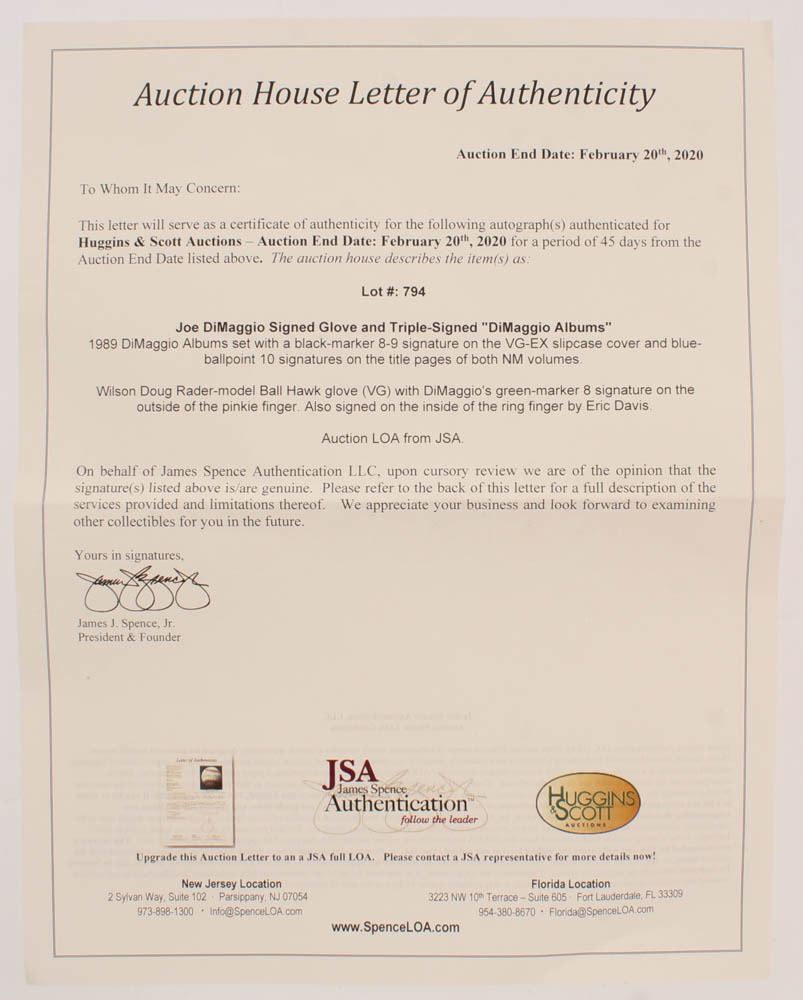 Auction House Letter of Authenticity
Auction End Date: February 20th, 2020
To Whom It May Concern:
This letter will serve as a certificate of authenticity for the following autograph(s) authenticated for
Huggins & Scott Auctions – Auction End Date: February 20th, 2020 for a period of 45 days from the
Auction End Date listed above. The auction house describes the item(s) as:
Lot #: 794
Joe DiMaggio Signed Glove and Triple-Signed "DiMaggio Albums"
1989 DiMaggio Albums set with a black-marker 8-9 signature on the VG-EX slipcase cover and blue-
ballpoint 10 signatures on the title pages of both NM volumes.
Wilson Doug Rader-model Ball Hawk glove (VG) with DiMaggio's green-marker 8 signature on the
outside of the pinkie finger. Also signed on the inside of the ring finger by Eric Davis.
Auction LOA from JSA.
On behalf of James Spence Authentication LLC, upon cursory review we are of the opinion that the
signature(s) listed above is/are genuine. Please refer to the back of this letter for a full description of the
services provided and limitations thereof. We appreciate your business and look forward to examining
other collectibles for you in the future.
Yours in signatures,
James J. Spence, Jr.
President & Founder
Letter of Authenticity
JSA
James Spence
Authentication™
follow the leader
HUGGINS
& SCOTT
AUCTIONS
Upgrade this Auction Letter to an a JSA full LOA. Please contact a JSA representative for more details now!
New Jersey Location
2 Sylvan Way, Suite 102 · Parsippany, NJ 07054
973-898-1300 · Info@SpenceLOA.com
Florida Location
3223 NW 10th Terrace – Suite 605 · Fort Lauderdale, FL 33309
954-380-8670 · Florida@SpenceLOA.com
www.SpenceLOA.com